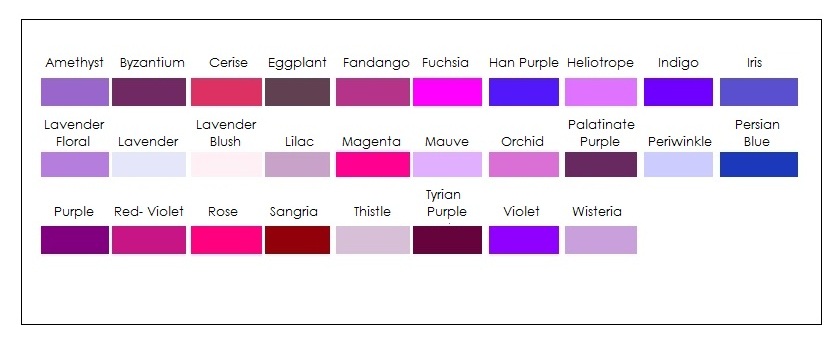 Amethyst Byzantium Cerise Eggplant Fandango Fuchsia Han Purple Heliotrope Indigo Iris
Lavender Floral Lavender Lavender Blush Lilac Magenta Mauve Orchid Palatinate Purple Periwinkle Persian Blue
Purple Red- Violet Rose Sangria Thistle Tyrian Purple Violet Wisteria